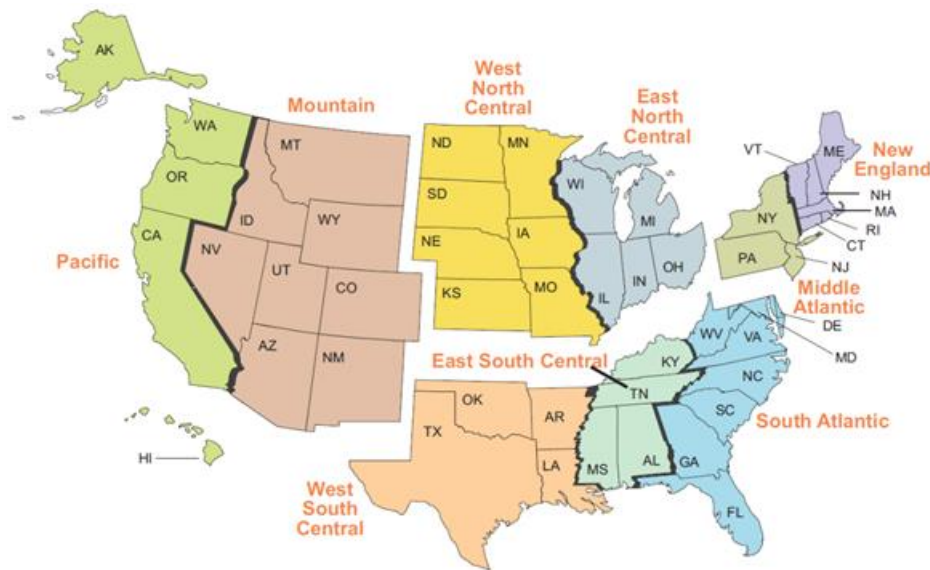 AK
West
North
Central
East
North
Central
Mountain
WA
MT
ND
MN
VT
ME
New
England
OR
ID
WY
SD
WI
MI
NH
MA
RI
CT
NY
CA
NV
NE
IA
PA
NJ
Pacific
UT
CO
KS
MO
IL
IN
OH
Middle
Atlantic
AZ
NM
DE
MD
WV
VA
East South Central
KY
TN
NC
SC
South Atlantic
OK
AR
TX
LA
MS
AL
GA
FL
HI
West
South
Central